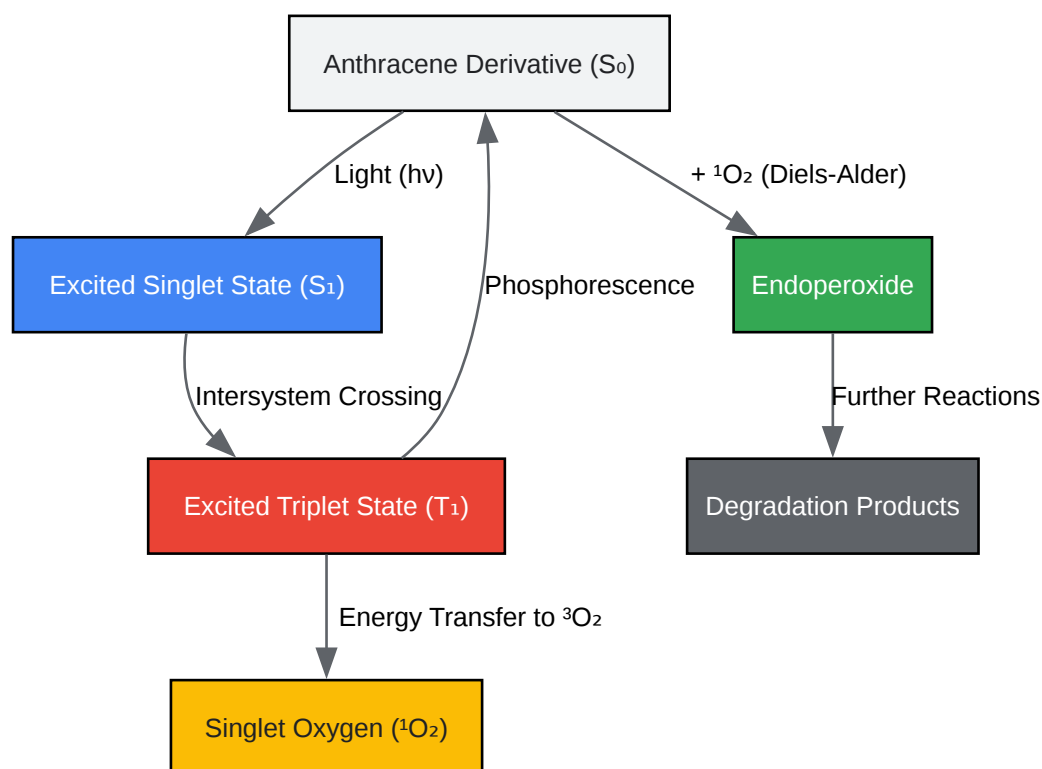 Anthracene Derivative (S₀)
Light (hν)
+ ¹O₂ (Diels-Alder)
Excited Singlet State (S₁)
Phosphorescence
Endoperoxide
Intersystem Crossing
Further Reactions
Excited Triplet State (T₁)
Degradation Products
Energy Transfer to ³O₂
Singlet Oxygen (¹O₂)